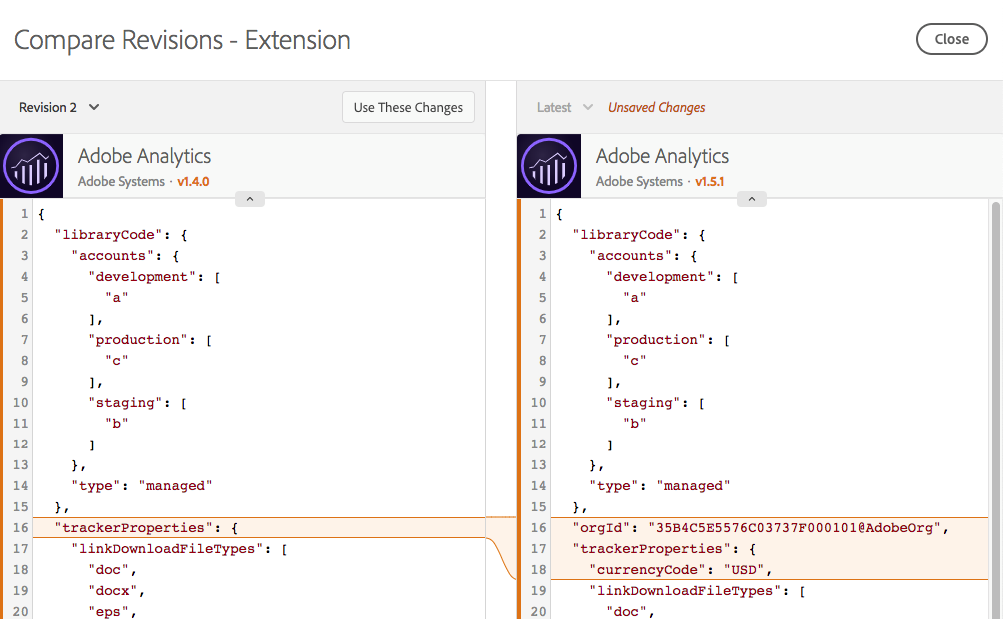 Compare Revisions - Extension
Close
Revision 2
Use These Changes
Adobe Analytics
Adobe Systems · v1.4.0
1 {
2 "libraryCode": {
3 "accounts": {
4 "development": [
5 "a"
6 ],
7 "production": [
8 "c"
9 ],
10 "staging": [
11 "b"
12 ]
13 },
14 "type": "managed"
15 },
16 "trackerProperties": {
17 "linkDownloadFileTypes": [
18 "doc",
19 "docx",
20 "eps",
Latest Unsaved Changes
Adobe Analytics
Adobe Systems · v1.5.1
1 {
2 "libraryCode": {
3 "accounts": {
4 "development": [
5 "a"
6 ],
7 "production": [
8 "c"
9 ],
10 "staging": [
11 "b"
12 ]
13 },
14 "type": "managed"
15 },
16 "orgId": "35B4C5E5576C03737F000101@AdobeOrg",
17 "trackerProperties": {
18 "currencyCode": "USD",
19 "linkDownloadFileTypes": [
20 "doc",